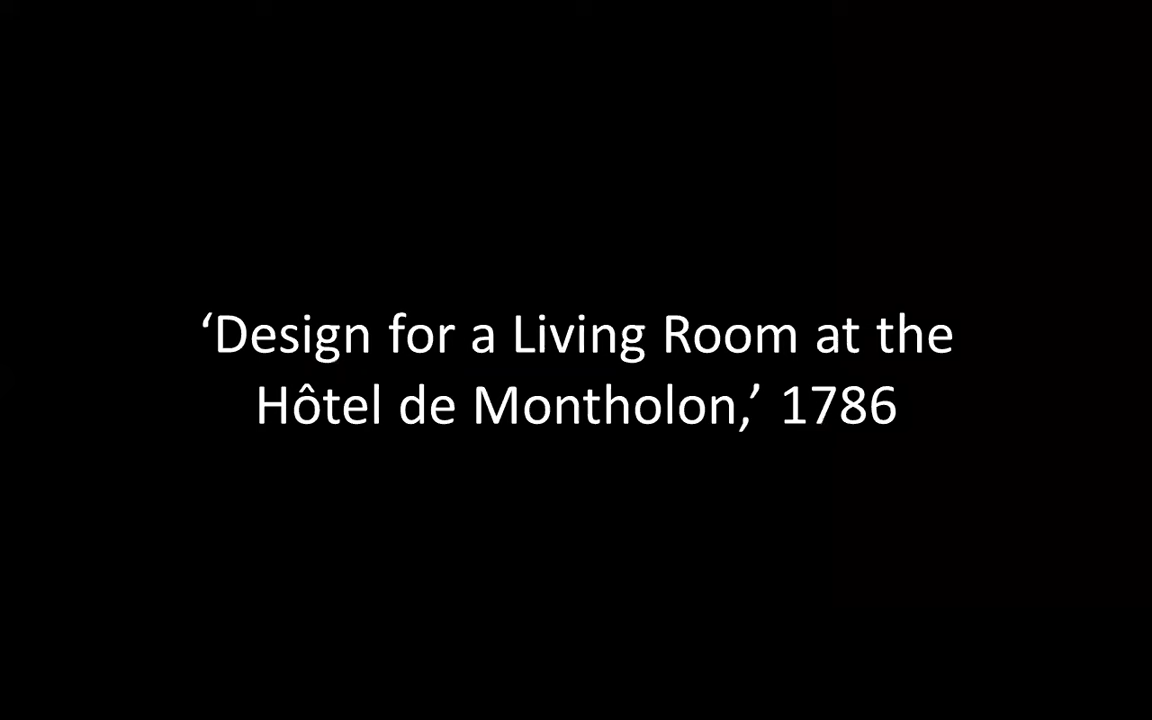 ‘Design for a Living Room at the
Hôtel de Montholon,’ 1786